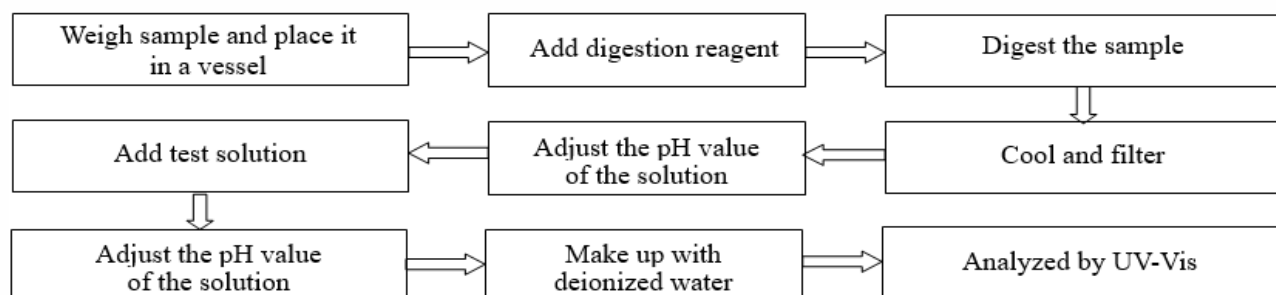 Weigh sample and place it
in a vessel
Add digestion reagent
Digest the sample
Add test solution
Adjust the pH value
of the solution
Cool and filter
Adjust the pH value
of the solution
Make up with
deionized water
Analyzed by UV-Vis